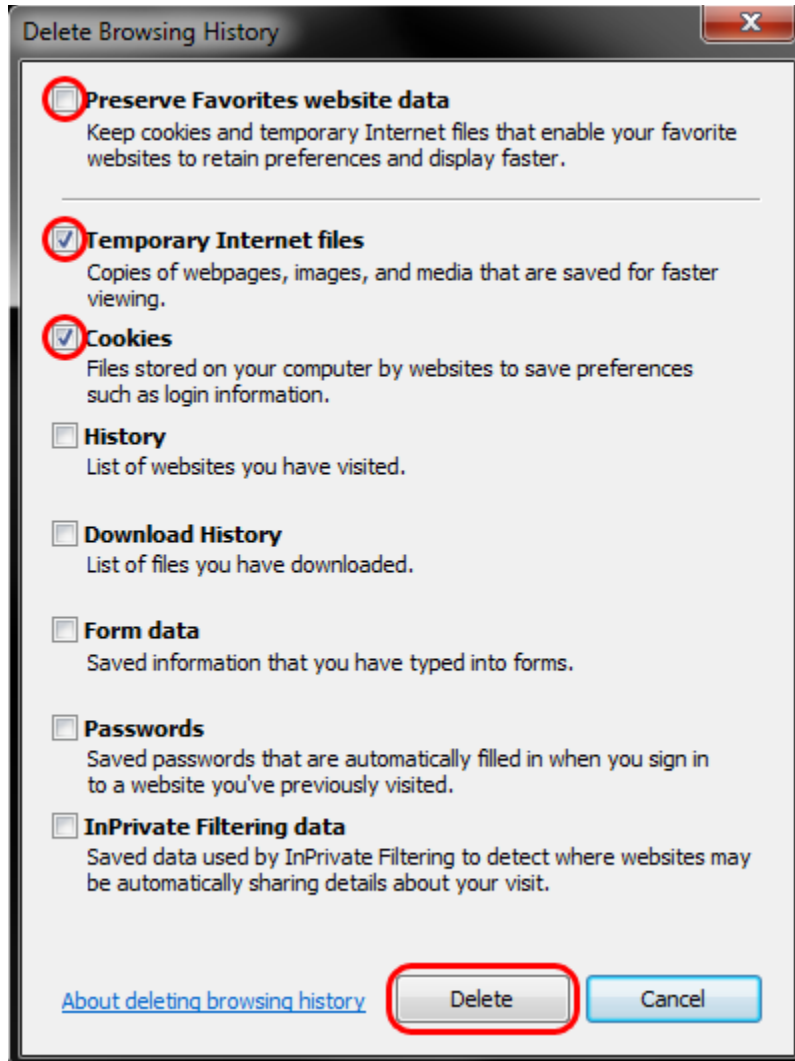 Delete Browsing History
Preserve Favorites website data
Keep cookies and temporary Internet files that enable your favorite
websites to retain preferences and display faster.
Temporary Internet files
Copies of webpages, images, and media that are saved for faster
viewing.
Cookies
Files stored on your computer by websites to save preferences
such as login information.
History
List of websites you have visited.
Download History
List of files you have downloaded.
Form data
Saved information that you have typed into forms.
Passwords
Saved passwords that are automatically filled in when you sign in
to a website you've previously visited.
InPrivate Filtering data
Saved data used by InPrivate Filtering to detect where websites may
be automatically sharing details about your visit.
About deleting browsing history Delete Cancel